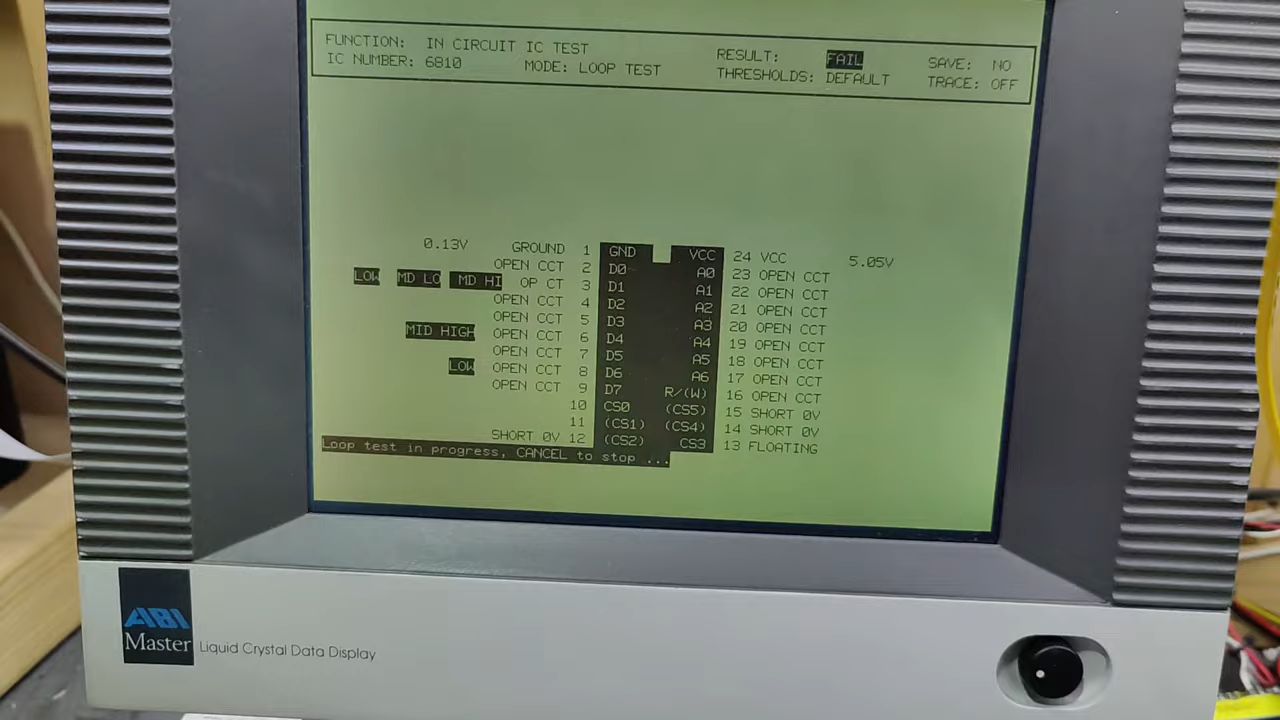 FUNCTION: IN CIRCUIT IC TEST RESULT: FAIL SAVE: NO
IC NUMBER: 6810 MODE: LOOP TEST THRESHOLDS: DEFAULT TRACE: OFF
0.13V GROUND 1 GND VCC 24 VCC 5.05V
OPEN CCT 2 D0 A0 23 OPEN CCT
LOW MD LO MD HI OP CT 3 D1 A1 22 OPEN CCT
OPEN CCT 4 D2 A2 21 OPEN CCT
OPEN CCT 5 D3 A3 20 OPEN CCT
MID HIGH OPEN CCT 6 D4 A4 19 OPEN CCT
OPEN CCT 7 D5 A5 18 OPEN CCT
LOW OPEN CCT 8 D6 A6 17 OPEN CCT
OPEN CCT 9 D7 R/(W) 16 OPEN CCT
10 CS0 (CS5) 15 SHORT 0V
11 (CS1) (CS4) 14 SHORT 0V
SHORT 0V 12 (CS2) CS3 13 FLOATING
Loop test in progress, CANCEL to stop ...
ABI
Master Liquid Crystal Data Display